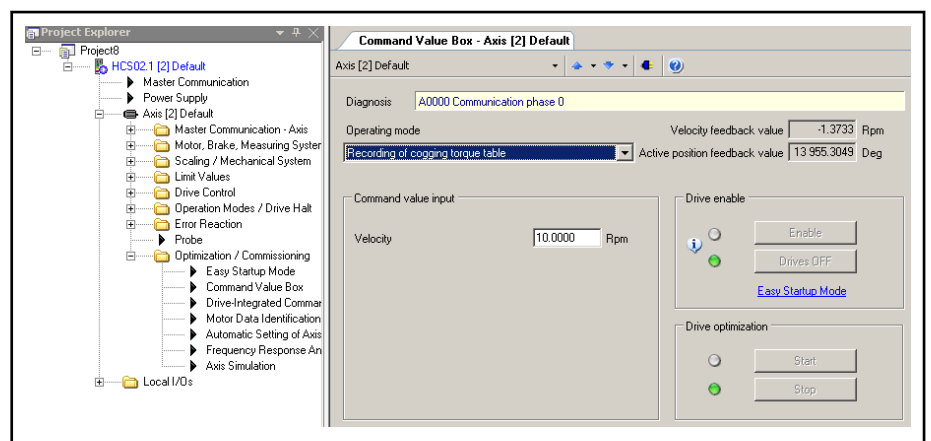 Project Explorer
Project8
HCS02.1 [2] Default
Master Communication
Power Supply
Axis [2] Default
Master Communication - Axis
Motor, Brake, Measuring Syster
Scaling / Mechanical System
Limit Values
Drive Control
Operation Modes / Drive Halt
Error Reaction
Probe
Optimization / Commissioning
Easy Startup Mode
Command Value Box
Drive-Integrated Commar
Motor Data Identification
Automatic Setting of Axis
Frequency Response An
Axis Simulation
Local I/Os
Command Value Box - Axis [2] Default
Axis [2] Default
Diagnosis A0000 Communication phase 0
Operating mode
Recording of cogging torque table
Velocity feedback value -1.3733 Rpm
Active position feedback value 13 955.3049 Deg
Command value input
Velocity 10.0000 Rpm
Drive enable
Enable
Drives OFF
Easy Startup Mode
Drive optimization
Start
Stop